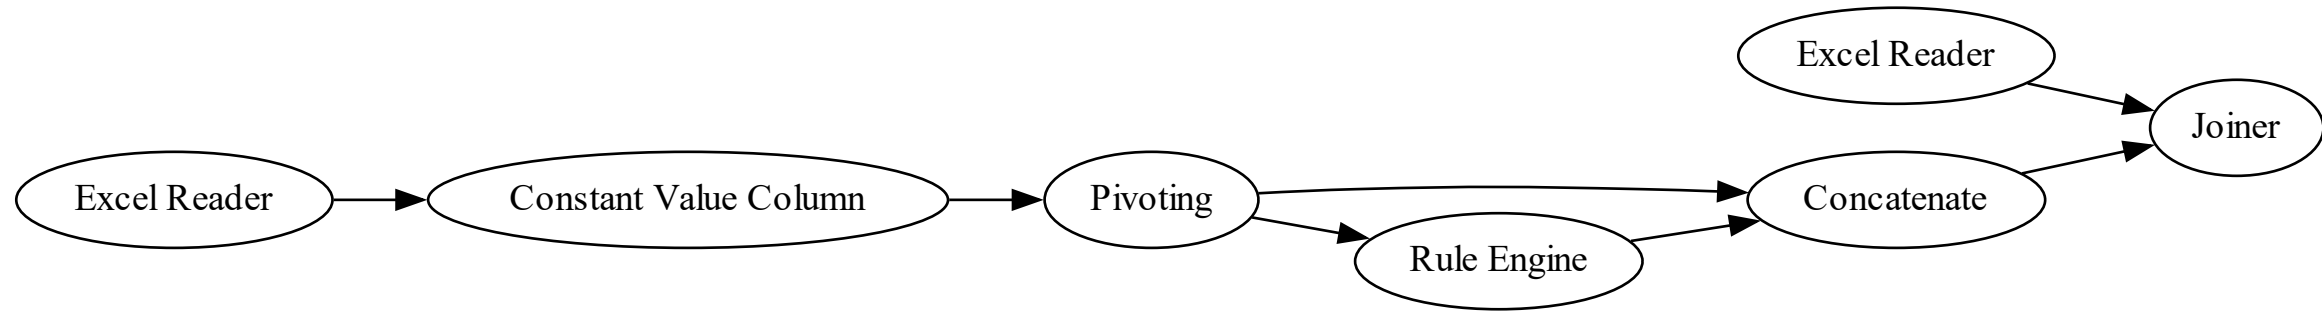 Excel Reader
Joiner
Excel Reader
Constant Value Column
Pivoting
Concatenate
Rule Engine